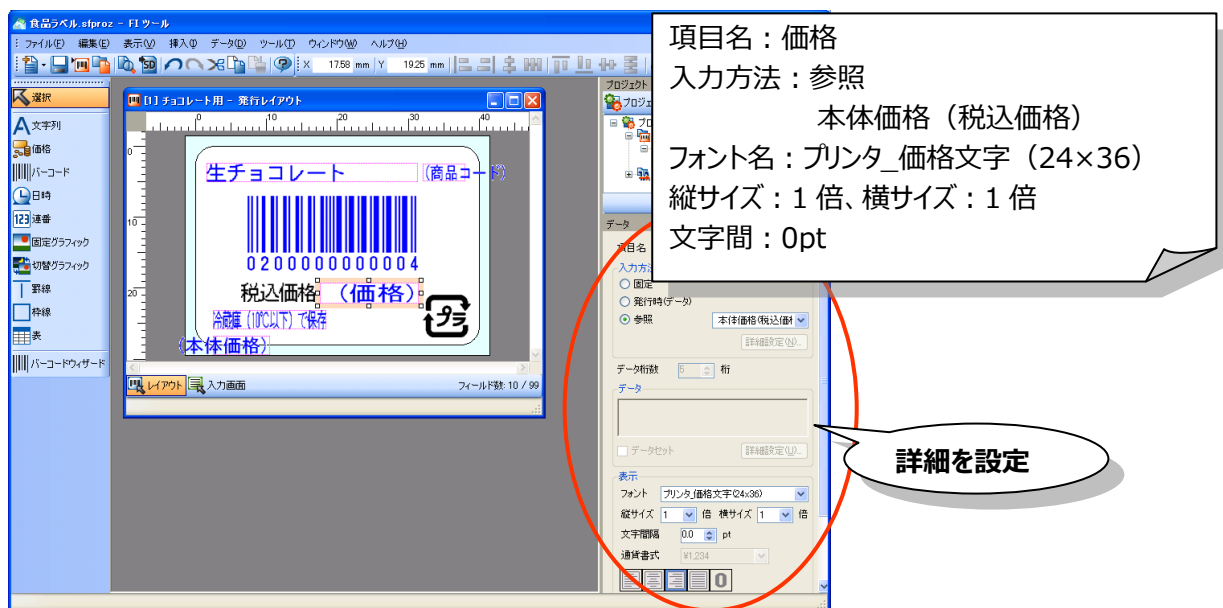 食品ラベル.sfproz - FI ツール
ファイル(F) 編集(E) 表示(V) 挿入(I) データ(D) ツール(T) ウィンドウ(W) ヘルプ(H)
X 17.58 mm Y 19.25 mm
選択
文字列
価格
バーコード
日時
123 連番
固定グラフィック
切替グラフィック
罫線
枠線
表
バーコードウィザード
[1] チョコレート用 - 発行レイアウト
0 10 20 30 40
0
10
20
生チョコレート (商品コード)
0200000000004
税込価格 (価格)
冷蔵庫(10℃以下)で保存
プラ
(本体価格)
レイアウト 入力画面 フィールド数: 10 / 99
プロジェクト
データ
項目名
固定
発行時(データ)
参照 本体価格(税込価
詳細設定(N)...
データ桁数 5 桁
データ
データセット 詳細設定(U)...
表示
フォント プリンタ_価格文字(24x36)
縦サイズ 1 倍 横サイズ 1 倍
文字間隔 0.0 pt
通貨書式 ¥1,234
項目名：価格
入力方法：参照
本体価格（税込価格）
フォント名：プリンタ_価格文字（24×36）
縦サイズ：1 倍、横サイズ：1 倍
文字間：0pt
詳細を設定